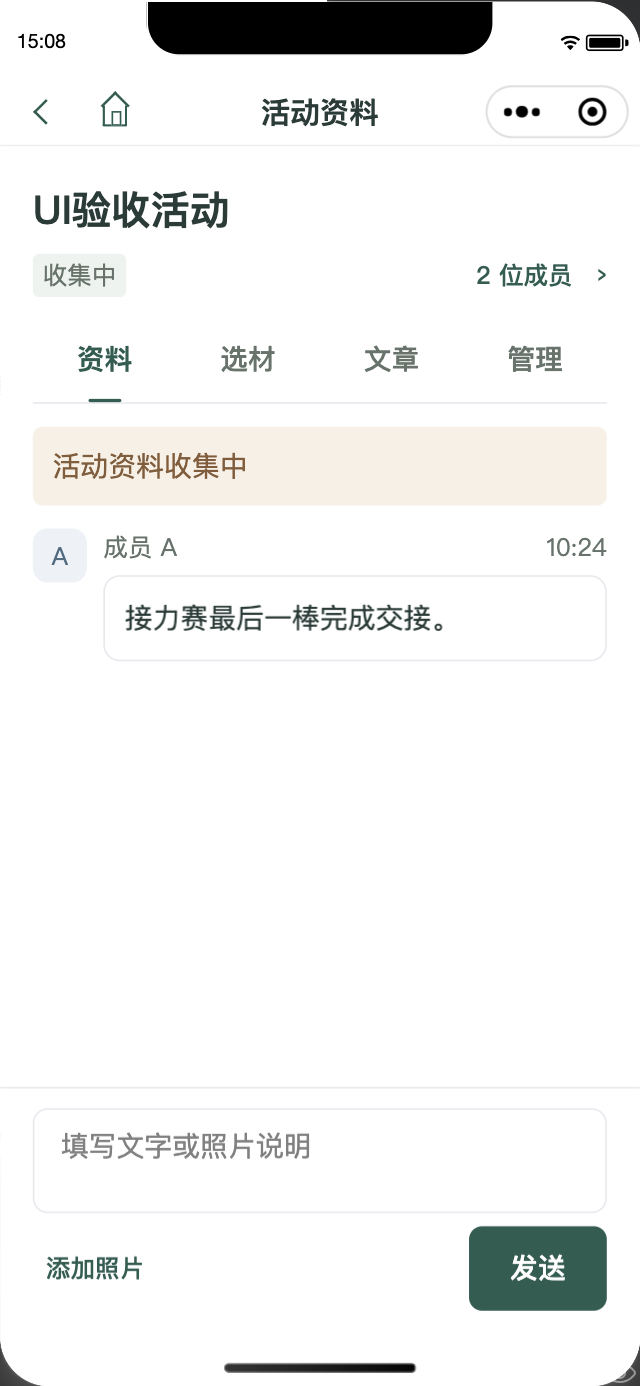 15:08
活动资料
UI验收活动
收集中
2 位成员 >
资料 选材 文章 管理
活动资料收集中
A 成员 A 10:24
接力赛最后一棒完成交接。
填写文字或照片说明
添加照片 发送